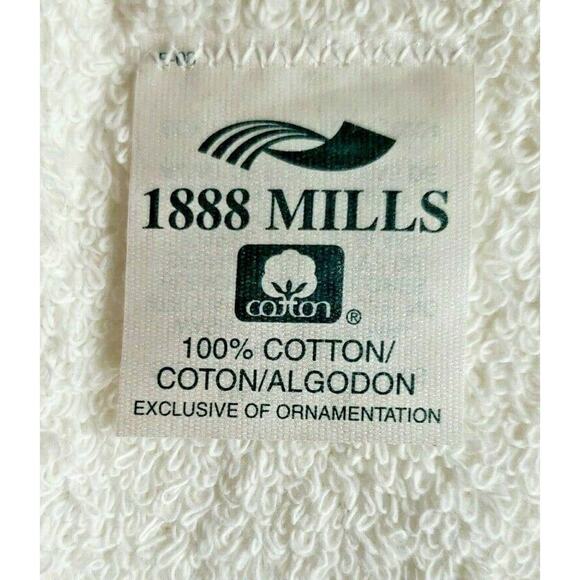 1888 MILLS
cotton ®
100% COTTON/
COTON/ALGODON
EXCLUSIVE OF ORNAMENTATION